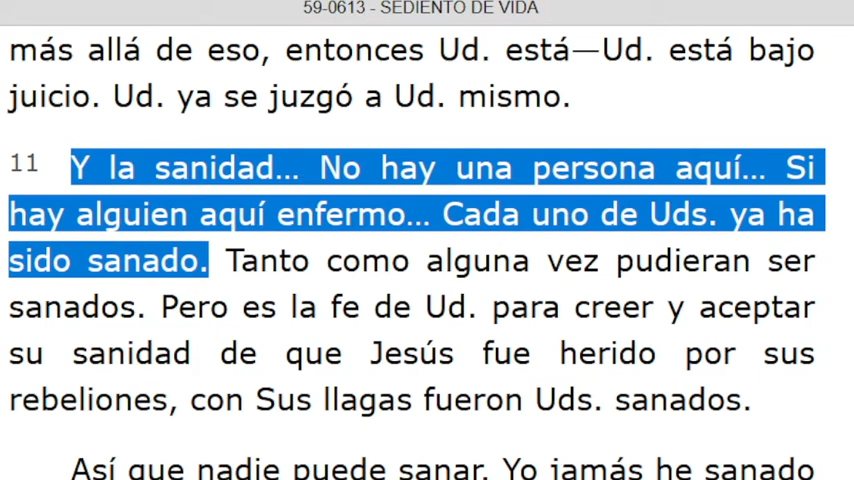 59-0613 - SEDIENTO DE VIDA
más allá de eso, entonces Ud. está—Ud. está bajo
juicio. Ud. ya se juzgó a Ud. mismo.
11 Y la sanidad... No hay una persona aquí... Si
hay alguien aquí enfermo... Cada uno de Uds. ya ha
sido sanado. Tanto como alguna vez pudieran ser
sanados. Pero es la fe de Ud. para creer y aceptar
su sanidad de que Jesús fue herido por sus
rebeliones, con Sus llagas fueron Uds. sanados.
Así que nadie puede sanar. Yo jamás he sanado